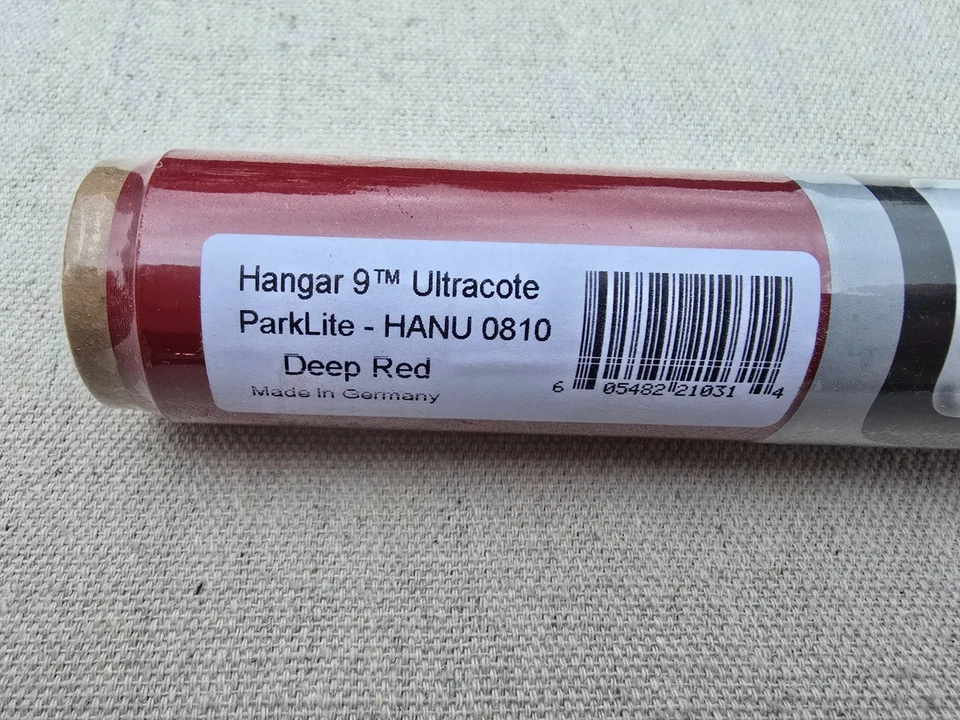 Hangar 9™ Ultracote
ParkLite - HANU 0810
Deep Red
Made in Germany
6 05482 21031 4